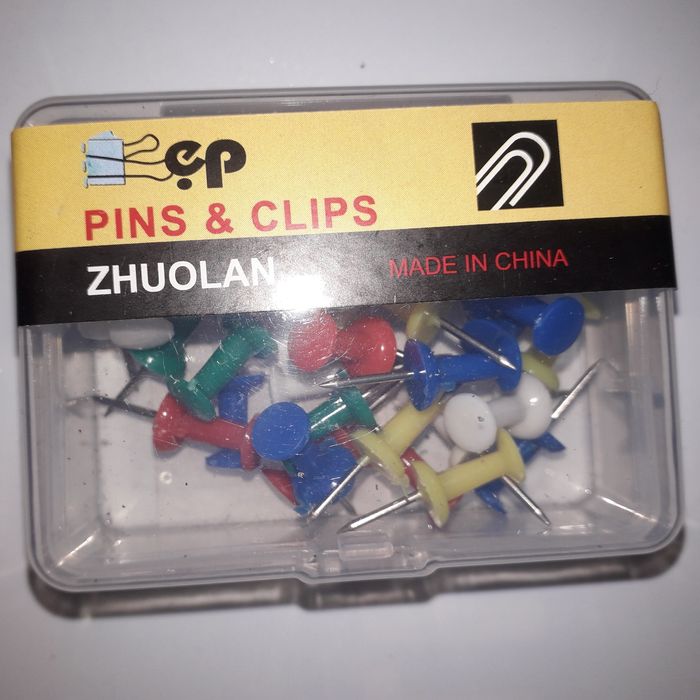 ep
PINS & CLIPS
ZHUOLAN
MADE IN CHINA